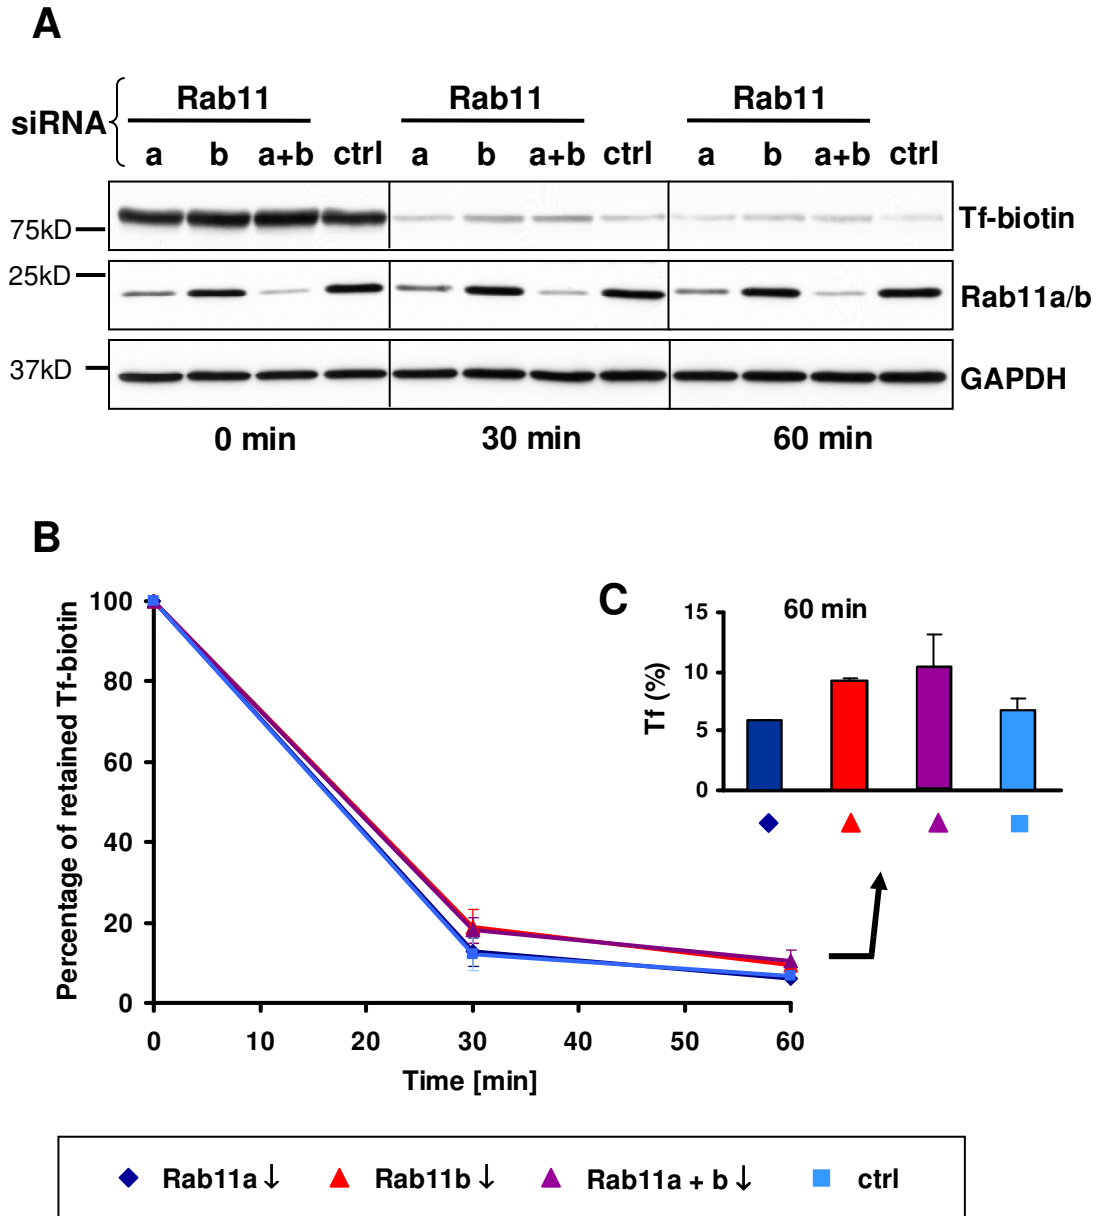 A
Rab11 Rab11 Rab11
siRNA
a b a+b ctrl a b a+b ctrl a b a+b ctrl
75kD Tf-biotin
25kD Rab11a/b
37kD GAPDH
0 min 30 min 60 min
B
C
60 min
Tf (%)
15
10
5
0
Percentage of retained Tf-biotin
100
80
60
40
20
0
0 10 20 30 40 50 60
Time [min]
Rab11a↓ Rab11b↓ Rab11a + b↓ ctrl